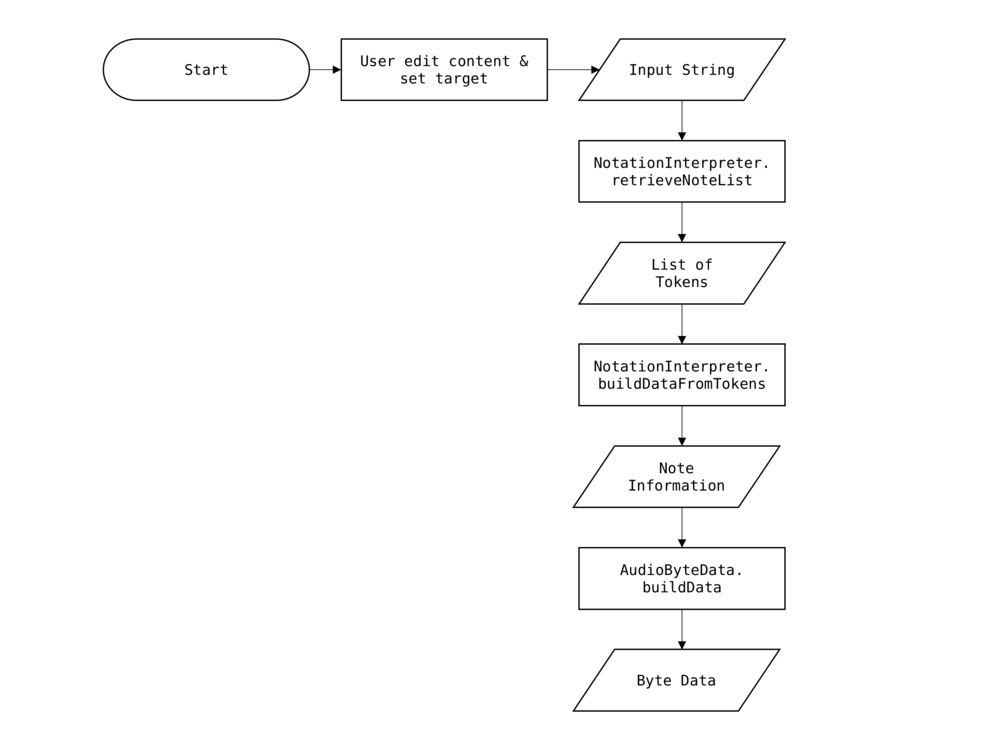 Start
User edit content &
set target
Input String
NotationInterpreter.
retrieveNoteList
List of
Tokens
NotationInterpreter.
buildDataFromTokens
Note
Information
AudioByteData.
buildData
Byte Data